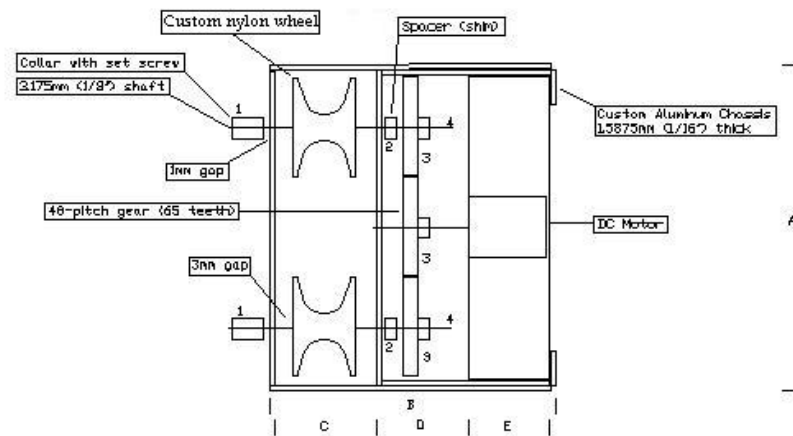 Custom nylon wheel
Spacer (shim)
Collar with set screw
3.175mm (1/8") shaft
1
4
2
3
Custom Aluminum Chassis
1.5875mm (1/16") thick
1mm gap
48-pitch gear (65 teeth)
DC Motor
A
3
3mm gap
1
4
2
3
B
C
D
E